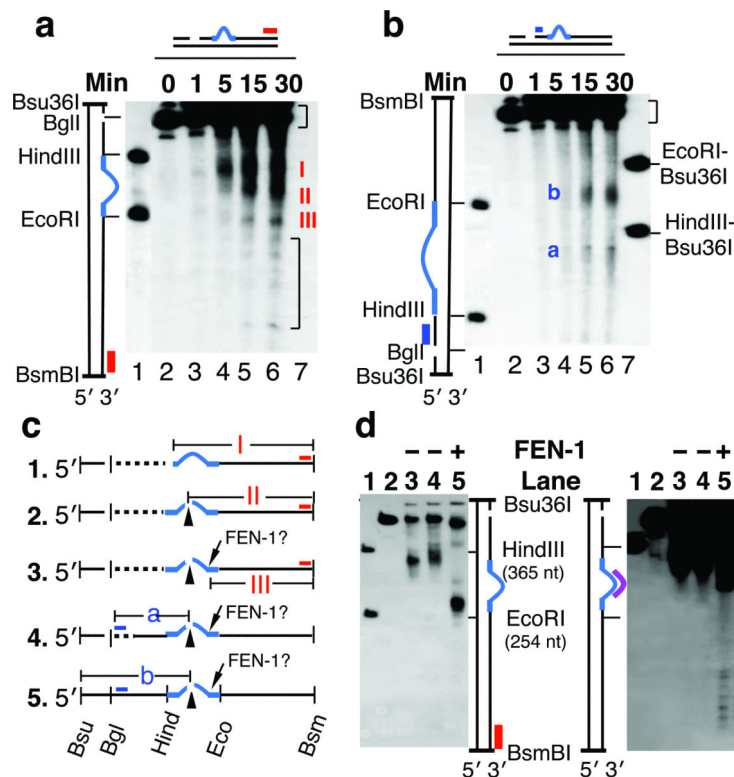 a
Min 0 1 5 15 30
Bsu36I
BglI
HindIII
EcoRI
BsmBI
I
II
III
5′ 3′
1 2 3 4 5 6 7
b
Min 0 1 5 15 30
BsmBI
EcoRI
HindIII
BglI
Bsu36I
b
a
EcoRI-
Bsu36I
HindIII-
Bsu36I
5′ 3′
1 2 3 4 5 6 7
c
I
1. 5′
II
2. 5′
FEN-1?
3. 5′
III
FEN-1?
a
4. 5′
FEN-1?
b
5. 5′
Bsu BglI Hind Eco Bsm
d
– – + FEN-1 – – +
1 2 3 4 5 Lane 1 2 3 4 5
Bsu36I
HindIII
(365 nt)
EcoRI
(254 nt)
BsmBI
5′ 3′ 5′ 3′